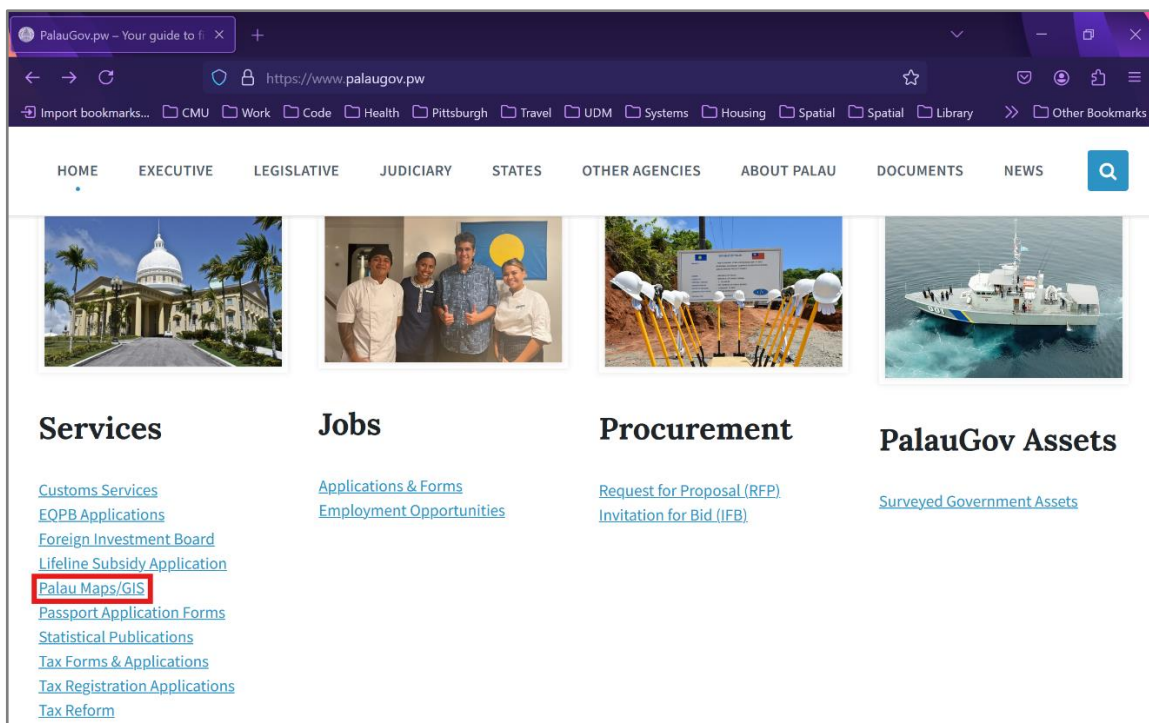 PalauGov.pw – Your guide to fi
https://www.palaugov.pw
Import bookmarks... CMU Work Code Health Pittsburgh Travel UDM Systems Housing Spatial Spatial Library Other Bookmarks
HOME EXECUTIVE LEGISLATIVE JUDICIARY STATES OTHER AGENCIES ABOUT PALAU DOCUMENTS NEWS
501
Services
Customs Services
EQPB Applications
Foreign Investment Board
Lifeline Subsidy Application
Palau Maps/GIS
Passport Application Forms
Statistical Publications
Tax Forms & Applications
Tax Registration Applications
Tax Reform
Jobs
Applications & Forms
Employment Opportunities
Procurement
Request for Proposal (RFP)
Invitation for Bid (IFB)
PalauGov Assets
Surveyed Government Assets